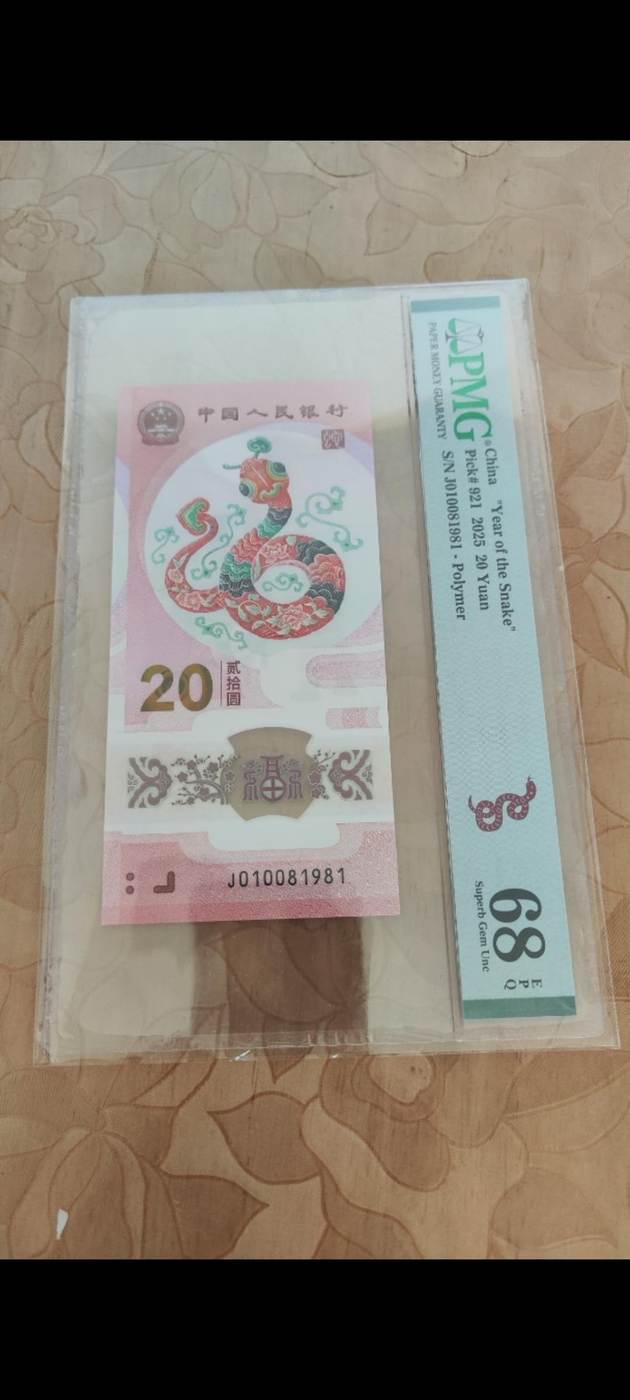 中国人民银行
20
贰拾圆
福
J010081981
PMG®
PAPER MONEY GUARANTY
China "Year of the Snake"
Pick# 921 2025 20 Yuan
S/N J010081981 - Polymer
68
EPQ
Superb Gem Unc